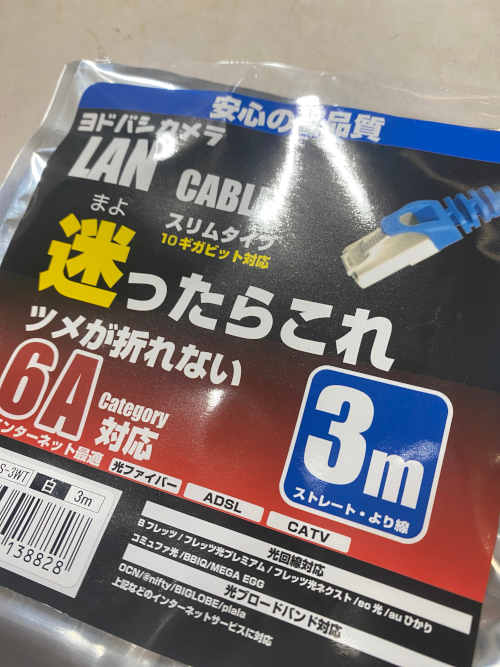 安心の高品質
ヨドバシカメラ
LAN CABLE
スリムタイプ
10ギガビット対応
まよ
迷ったらこれ
ツメが折れない
6A Category
対応
インターネット最適
光ファイバー ADSL CATV
3m
ストレート・より線
S-3WT 白 3m
138828
光回線対応
Bフレッツ/フレッツ光プレミアム/フレッツ光ネクスト/eo光/auひかり
コミュファ光/BBIQ/MEGA EGG
光ブロードバンド対応
OCN/@nifty/BIGLOBE/plala
上記などのインターネットサービスに対応